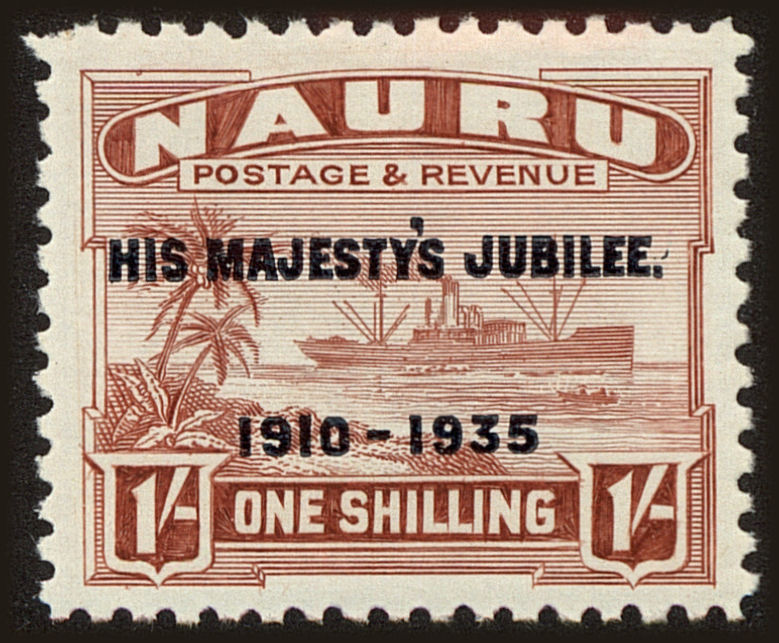 NAURU
POSTAGE & REVENUE
HIS MAJESTY'S JUBILEE.
1910 - 1935
1/- ONE SHILLING 1/-